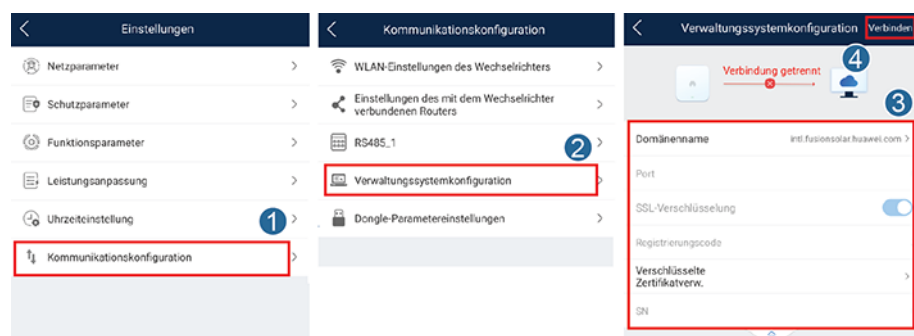 Einstellungen
Netzparameter
Schutzparameter
Funktionsparameter
Leistungsanpassung
Uhrzeiteinstellung
1
Kommunikationskonfiguration
Kommunikationskonfiguration
WLAN-Einstellungen des Wechselrichters
Einstellungen des mit dem Wechselrichter
verbundenen Routers
RS485_1
2
Verwaltungssystemkonfiguration
Dongle-Parametereinstellungen
Verwaltungssystemkonfiguration
Verbinden
4
Verbindung getrennt
3
Domänenname
intl.fusionsolar.huawei.com
Port
SSL-Verschlüsselung
Registrierungscode
Verschlüsselte
Zertifikatverw.
SN